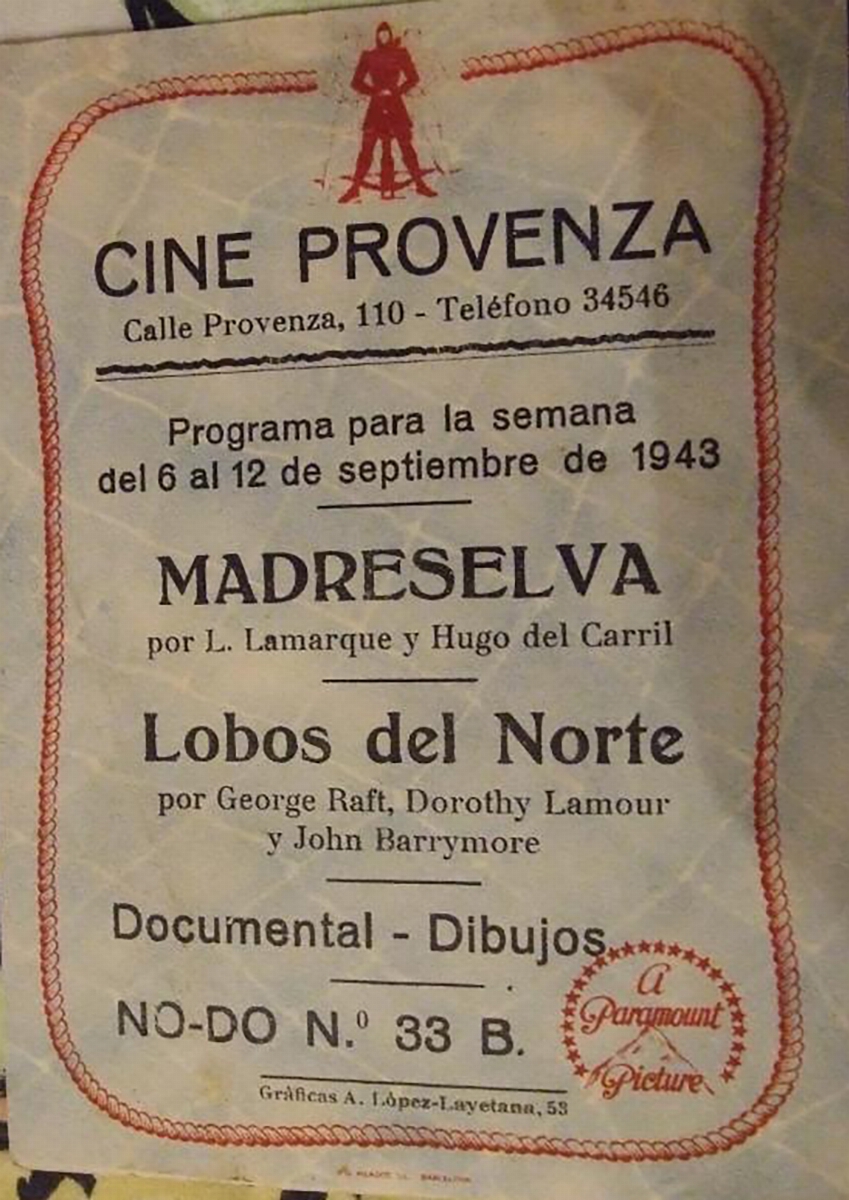 CINE PROVENZA
Calle Provenza, 110 - Teléfono 34546
Programa para la semana
del 6 al 12 de septiembre de 1943
MADRESELVA
por L. Lamarque y Hugo del Carril
Lobos del Norte
por George Raft, Dorothy Lamour
y John Barrymore
Documental - Dibujos
NO-DO N.º 33 B.
A
Paramount
Picture
Gráficas A. López-Layetana, 53
BARCELONA